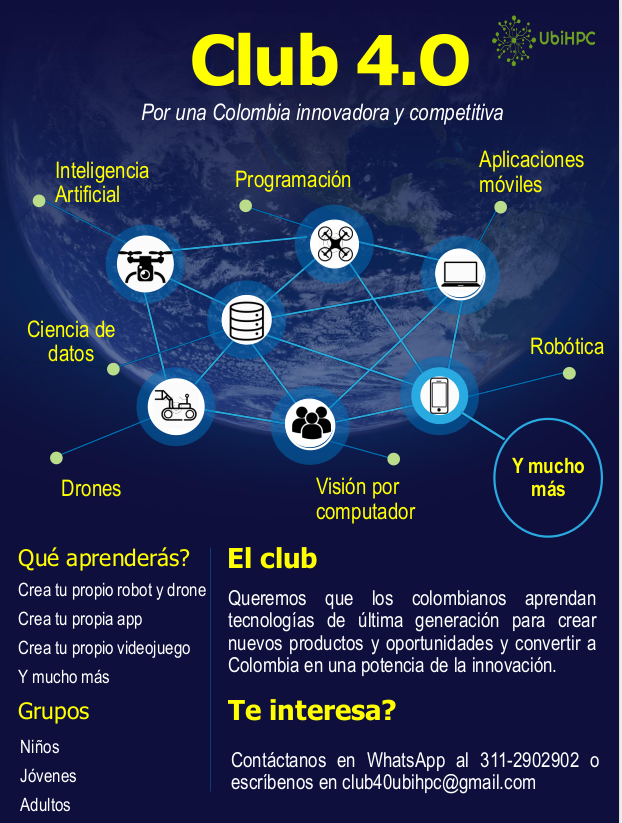 Club 4.0
UbiHPC
Por una Colombia innovadora y competitiva
Inteligencia
Artificial
Programación
Aplicaciones
móviles
Ciencia de
datos
Robótica
Drones
Visión por
computador
Y mucho
más
Qué aprenderás?
Crea tu propio robot y drone
Crea tu propia app
Crea tu propio videojuego
Y mucho más
Grupos
Niños
Jóvenes
Adultos
El club
Queremos que los colombianos aprendan
tecnologías de última generación para crear
nuevos productos y oportunidades y convertir a
Colombia en una potencia de la innovación.
Te interesa?
Contáctanos en WhatsApp al 311-2902902 o
escríbenos en club40ubihpc@gmail.com